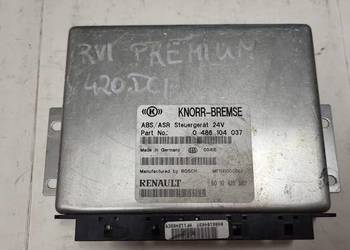 RVI PREMIUM
420.DCI
KNORR-BREMSE
ABS/ASR Steuergerät 24V
Part No.: 0 486 104 037
Made in Germany
Manufactured by BOSCH
RENAULT